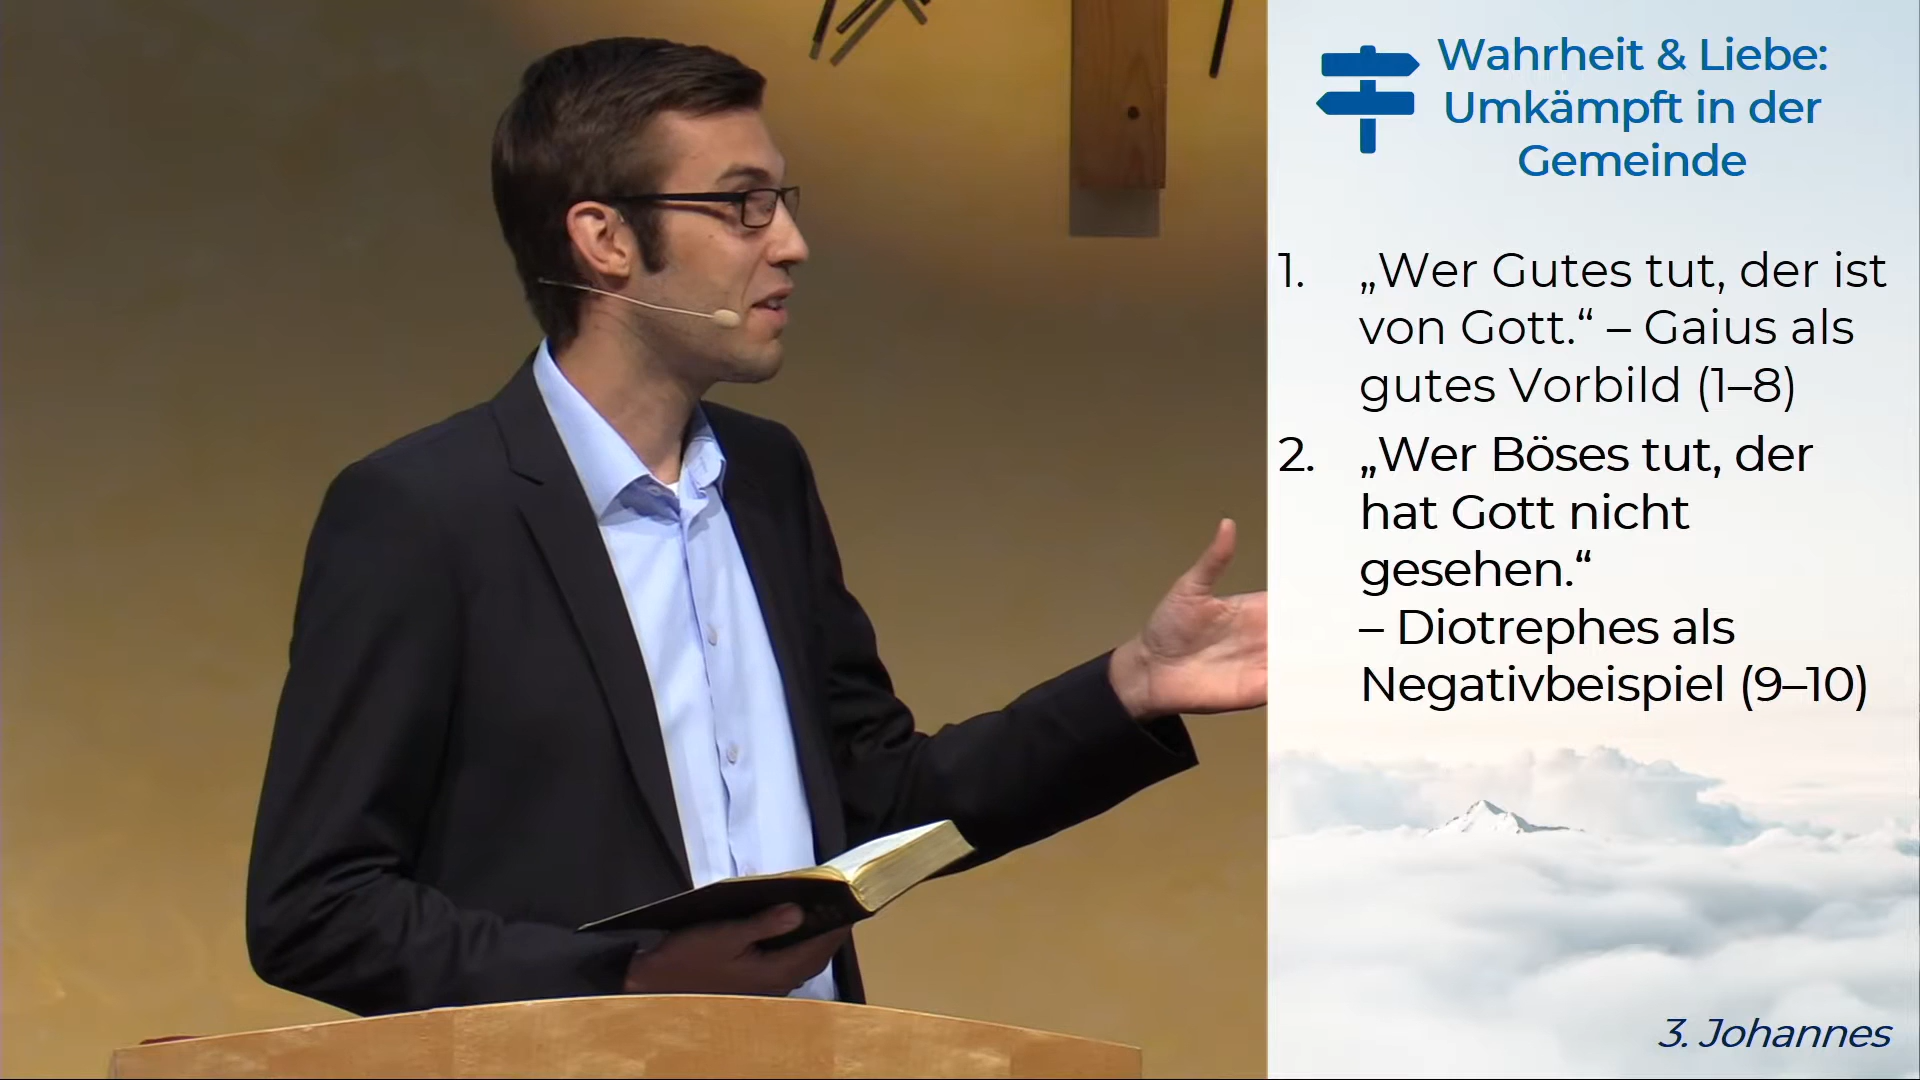 Wahrheit & Liebe:
Umkämpft in der
Gemeinde
1. „Wer Gutes tut, der ist
von Gott.“ – Gaius als
gutes Vorbild (1–8)
2. „Wer Böses tut, der
hat Gott nicht
gesehen.“
– Diotrephes als
Negativbeispiel (9–10)
3. Johannes